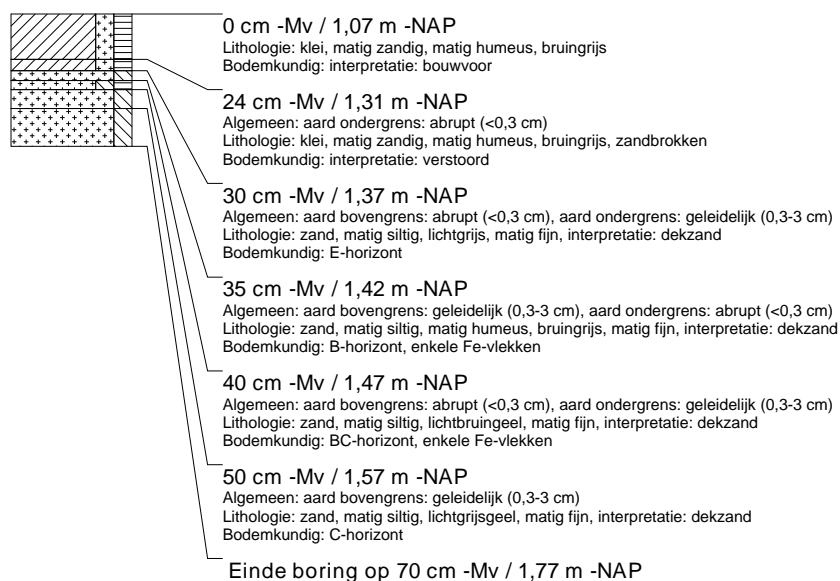 0 cm -Mv / 1,07 m -NAP
Lithologie: klei, matig zandig, matig humeus, bruingrijs
Bodemkundig: interpretatie: bouwvoor
24 cm -Mv / 1,31 m -NAP
Algemeen: aard ondergrens: abrupt (<0,3 cm)
Lithologie: klei, matig zandig, matig humeus, bruingrijs, zandbrokken
Bodemkundig: interpretatie: verstoord
30 cm -Mv / 1,37 m -NAP
Algemeen: aard bovengrens: abrupt (<0,3 cm), aard ondergrens: geleidelijk (0,3-3 cm)
Lithologie: zand, matig siltig, lichtgrijs, matig fijn, interpretatie: dekzand
Bodemkundig: E-horizont
35 cm -Mv / 1,42 m -NAP
Algemeen: aard bovengrens: geleidelijk (0,3-3 cm), aard ondergrens: abrupt (<0,3 cm)
Lithologie: zand, matig siltig, matig humeus, bruingrijs, matig fijn, interpretatie: dekzand
Bodemkundig: B-horizont, enkele Fe-vlekken
40 cm -Mv / 1,47 m -NAP
Algemeen: aard bovengrens: abrupt (<0,3 cm), aard ondergrens: geleidelijk (0,3-3 cm)
Lithologie: zand, matig siltig, lichtbruingeel, matig fijn, interpretatie: dekzand
Bodemkundig: BC-horizont, enkele Fe-vlekken
50 cm -Mv / 1,57 m -NAP
Algemeen: aard bovengrens: geleidelijk (0,3-3 cm)
Lithologie: zand, matig siltig, lichtgrijsgeel, matig fijn, interpretatie: dekzand
Bodemkundig: C-horizont
Einde boring op 70 cm -Mv / 1,77 m -NAP